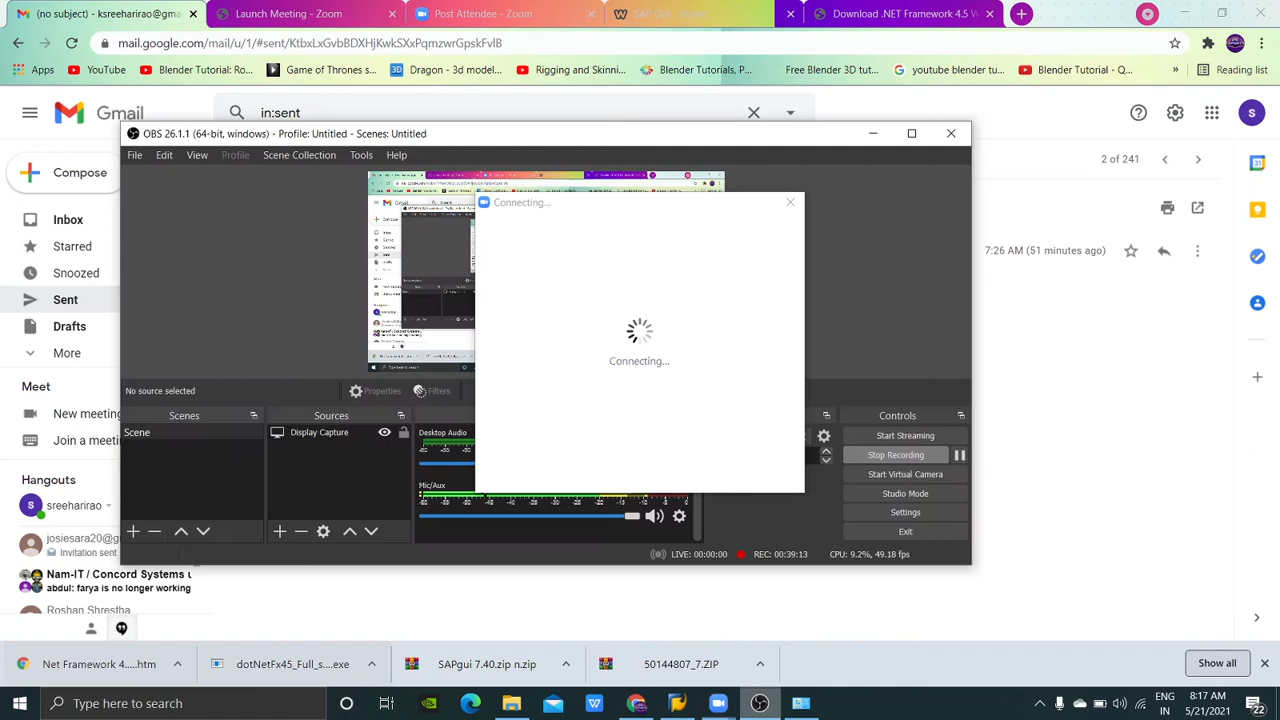 (no subject) - ksreeharirao@gma
Launch Meeting - Zoom
Post Attendee - Zoom
SAP GUI
Download .NET Framework 4.5 W
mail.google.com/mail/u/1/#sent/KtbxLxGvbBDXHjKwkSXxPqmzwrGpskFvlB
Apps
YouTube
Blender Tutorial: Ro...
Game of Thrones s...
Dragon - 3d model...
Rigging and Skinni...
Blender Tutorials, P...
Free Blender 3D tut...
youtube blender tu...
Blender Tutorial - Q...
»
Reading list
Gmail
in:sent
S
Compose
2 of 241
Inbox
Starred
Snoozed
Sent
Drafts
More
7:26 AM (51 minutes ago)
Meet
New meeting
Join a meeti
Hangouts
sreeharirao
josesara20@g
Invitation sent
Nam-IT / Concord Systems u
abdul: farya is no longer working
Roshan Shrestha
OBS 26.1.1 (64-bit, windows) - Profile: Untitled - Scenes: Untitled
File
Edit
View
Profile
Scene Collection
Tools
Help
Connecting...
Connecting...
No source selected
Properties
Filters
Scenes
Sources
Controls
Scene
Display Capture
Desktop Audio
Mic/Aux
Start Streaming
Stop Recording
Start Virtual Camera
Studio Mode
Settings
Exit
LIVE: 00:00:00
REC: 00:39:13
CPU: 9.2%, 49.18 fps
Net Framework 4.....htm
dotNetFx45_Full_s....exe
SAPgui 7.40.zip n.zip
50144807_7.ZIP
Show all
Type here to search
ENG
IN
8:17 AM
5/21/2021
22